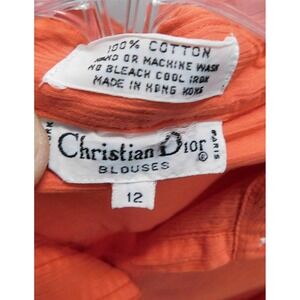 100% COTTON
HAND OR MACHINE WASH
NO BLEACH COOL IRON
MADE IN HONG KONG
Christian Dior®
PARIS
BLOUSES
12